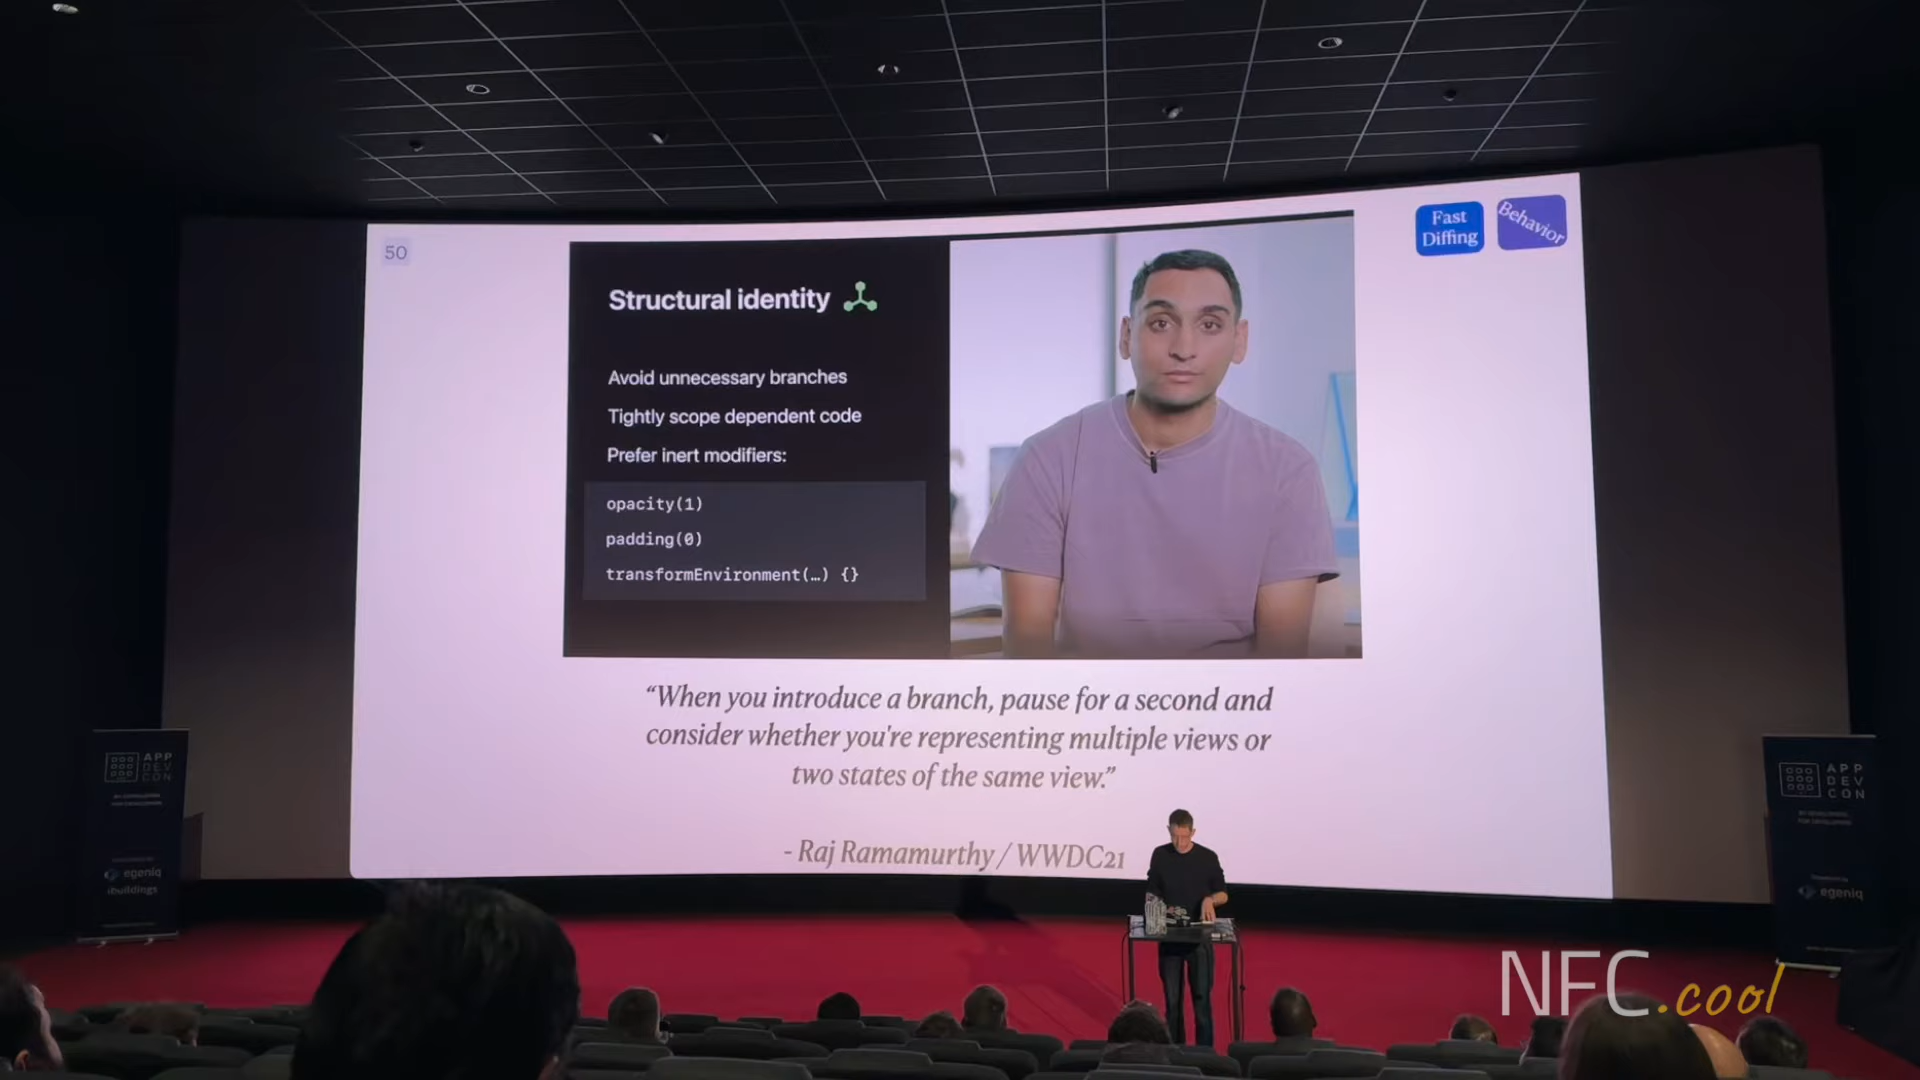 50
Fast
Diffing
Behavior
Structural identity
Avoid unnecessary branches
Tightly scope dependent code
Prefer inert modifiers:
opacity(1)
padding(0)
transformEnvironment(…) {}
“When you introduce a branch, pause for a second and
consider whether you're representing multiple views or
two states of the same view.”
- Raj Ramamurthy / WWDC21
APP
DEV
CON
egeniq
ibuildings
APP
DEV
CON
egeniq
NFC.cool